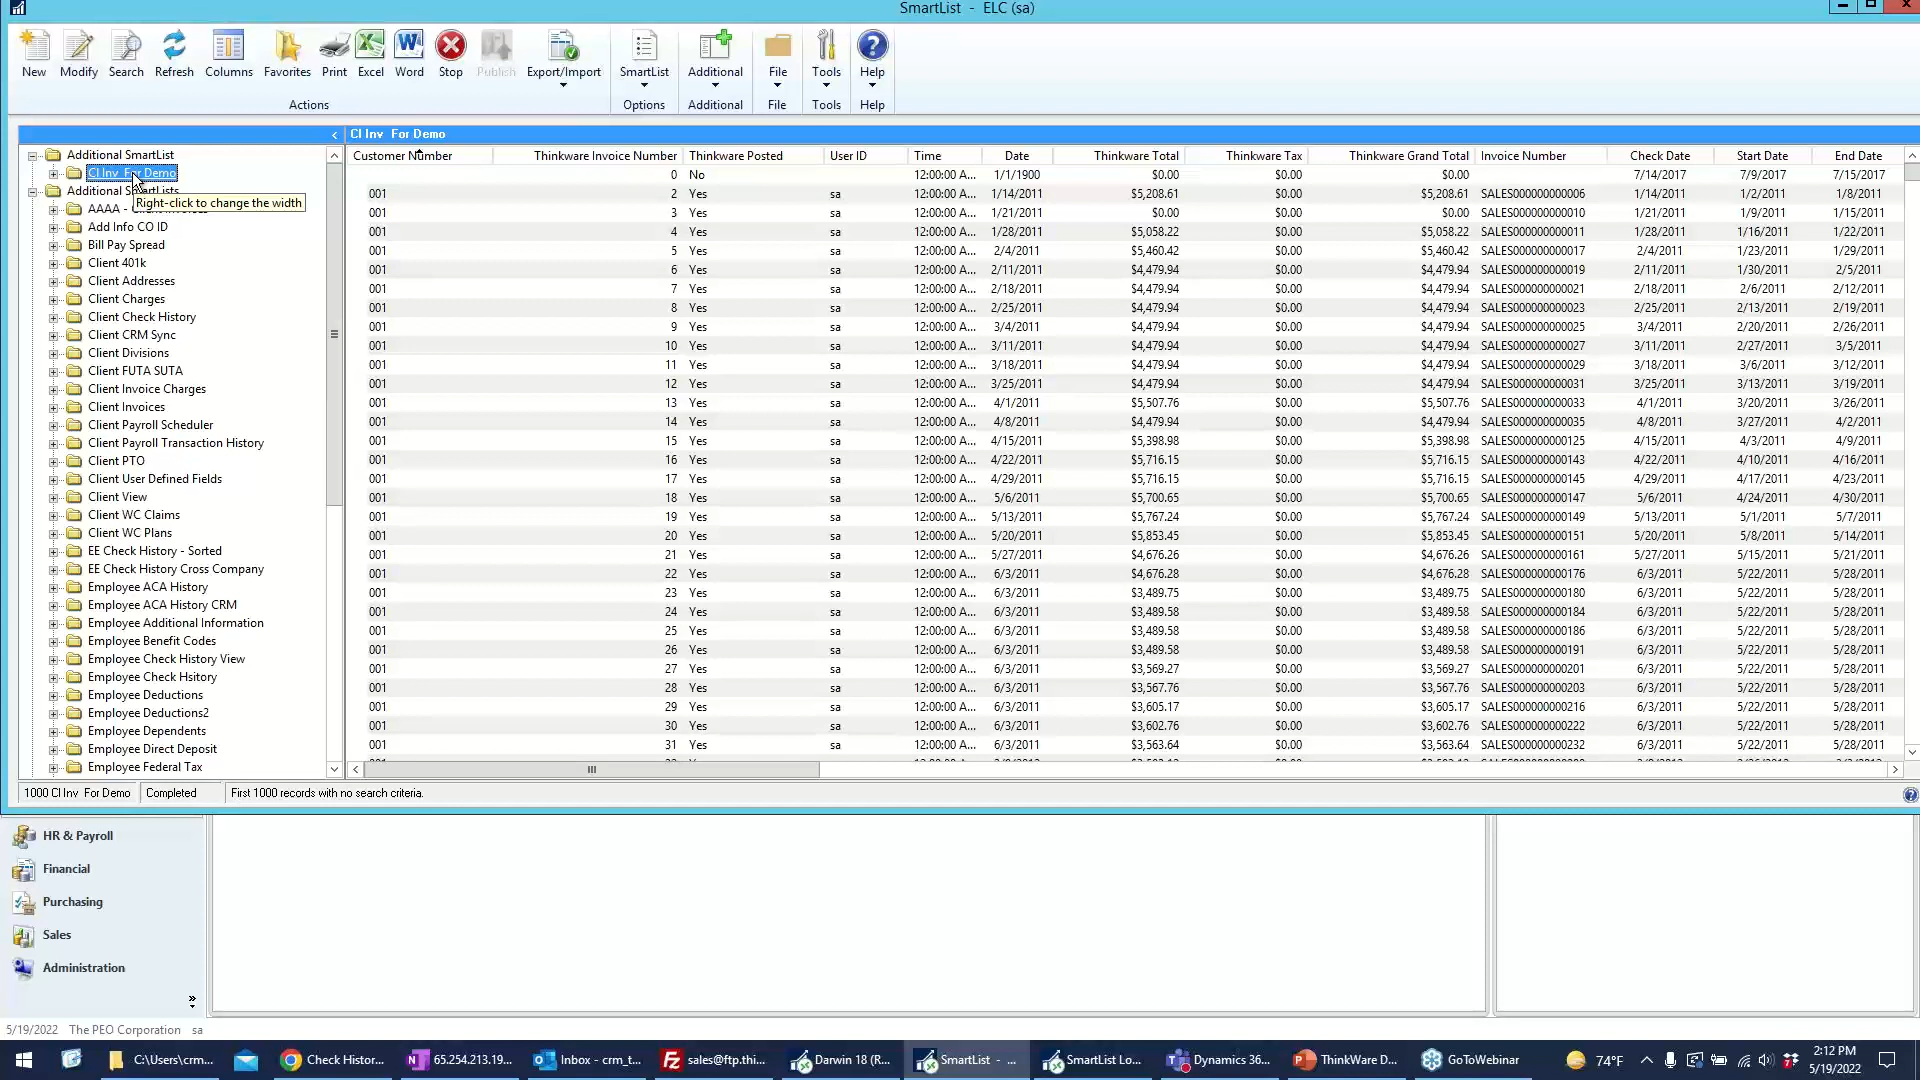 SmartList - ELC (sa)
New Modify Search Refresh Columns Favorites Print Excel Word Stop Publish Export/Import SmartList Additional File Tools Help
Actions Options Additional File Tools Help
< CI Inv For Demo
Additional SmartList
CI Inv For Demo
Additional SmartLists
Right-click to change the width
AAAA -
Add Info CO ID
Bill Pay Spread
Client 401k
Client Addresses
Client Charges
Client Check History
Client CRM Sync
Client Divisions
Client FUTA SUTA
Client Invoice Charges
Client Invoices
Client Payroll Scheduler
Client Payroll Transaction History
Client PTO
Client User Defined Fields
Client View
Client WC Claims
Client WC Plans
EE Check History - Sorted
EE Check History Cross Company
Employee ACA History
Employee ACA History CRM
Employee Additional Information
Employee Benefit Codes
Employee Check History View
Employee Check Hsitory
Employee Deductions
Employee Deductions2
Employee Dependents
Employee Direct Deposit
Employee Federal Tax
Customer Number Thinkware Invoice Number Thinkware Posted User ID Time Date Thinkware Total Thinkware Tax Thinkware Grand Total Invoice Number Check Date Start Date End Date
0 No 12:00:00 A... 1/1/1900 $0.00 $0.00 $0.00 7/14/2017 7/9/2017 7/15/2017
001 2 Yes sa 12:00:00 A... 1/14/2011 $5,208.61 $0.00 $5,208.61 SALES000000000006 1/14/2011 1/2/2011 1/8/2011
001 3 Yes sa 12:00:00 A... 1/21/2011 $0.00 $0.00 $0.00 SALES000000000010 1/21/2011 1/9/2011 1/15/2011
001 4 Yes sa 12:00:00 A... 1/28/2011 $5,058.22 $0.00 $5,058.22 SALES000000000011 1/28/2011 1/16/2011 1/22/2011
001 5 Yes sa 12:00:00 A... 2/4/2011 $5,460.42 $0.00 $5,460.42 SALES000000000017 2/4/2011 1/23/2011 1/29/2011
001 6 Yes sa 12:00:00 A... 2/11/2011 $4,479.94 $0.00 $4,479.94 SALES000000000019 2/11/2011 1/30/2011 2/5/2011
001 7 Yes sa 12:00:00 A... 2/18/2011 $4,479.94 $0.00 $4,479.94 SALES000000000021 2/18/2011 2/6/2011 2/12/2011
001 8 Yes sa 12:00:00 A... 2/25/2011 $4,479.94 $0.00 $4,479.94 SALES000000000023 2/25/2011 2/13/2011 2/19/2011
001 9 Yes sa 12:00:00 A... 3/4/2011 $4,479.94 $0.00 $4,479.94 SALES000000000025 3/4/2011 2/20/2011 2/26/2011
001 10 Yes sa 12:00:00 A... 3/11/2011 $4,479.94 $0.00 $4,479.94 SALES000000000027 3/11/2011 2/27/2011 3/5/2011
001 11 Yes sa 12:00:00 A... 3/18/2011 $4,479.94 $0.00 $4,479.94 SALES000000000029 3/18/2011 3/6/2011 3/12/2011
001 12 Yes sa 12:00:00 A... 3/25/2011 $4,479.94 $0.00 $4,479.94 SALES000000000031 3/25/2011 3/13/2011 3/19/2011
001 13 Yes sa 12:00:00 A... 4/1/2011 $5,507.76 $0.00 $5,507.76 SALES000000000033 4/1/2011 3/20/2011 3/26/2011
001 14 Yes sa 12:00:00 A... 4/8/2011 $4,479.94 $0.00 $4,479.94 SALES000000000035 4/8/2011 3/27/2011 4/2/2011
001 15 Yes sa 12:00:00 A... 4/15/2011 $5,398.98 $0.00 $5,398.98 SALES000000000125 4/15/2011 4/3/2011 4/9/2011
001 16 Yes sa 12:00:00 A... 4/22/2011 $5,716.15 $0.00 $5,716.15 SALES000000000143 4/22/2011 4/10/2011 4/16/2011
001 17 Yes sa 12:00:00 A... 4/29/2011 $5,716.15 $0.00 $5,716.15 SALES000000000145 4/29/2011 4/17/2011 4/23/2011
001 18 Yes sa 12:00:00 A... 5/6/2011 $5,700.65 $0.00 $5,700.65 SALES000000000147 5/6/2011 4/24/2011 4/30/2011
001 19 Yes sa 12:00:00 A... 5/13/2011 $5,767.24 $0.00 $5,767.24 SALES000000000149 5/13/2011 5/1/2011 5/7/2011
001 20 Yes sa 12:00:00 A... 5/20/2011 $5,853.45 $0.00 $5,853.45 SALES000000000151 5/20/2011 5/8/2011 5/14/2011
001 21 Yes sa 12:00:00 A... 5/27/2011 $4,676.26 $0.00 $4,676.26 SALES000000000161 5/27/2011 5/15/2011 5/21/2011
001 22 Yes sa 12:00:00 A... 6/3/2011 $4,676.28 $0.00 $4,676.28 SALES000000000176 6/3/2011 5/22/2011 5/28/2011
001 23 Yes sa 12:00:00 A... 6/3/2011 $3,489.75 $0.00 $3,489.75 SALES000000000180 6/3/2011 5/22/2011 5/28/2011
001 24 Yes sa 12:00:00 A... 6/3/2011 $3,489.58 $0.00 $3,489.58 SALES000000000184 6/3/2011 5/22/2011 5/28/2011
001 25 Yes sa 12:00:00 A... 6/3/2011 $3,489.58 $0.00 $3,489.58 SALES000000000186 6/3/2011 5/22/2011 5/28/2011
001 26 Yes sa 12:00:00 A... 6/3/2011 $3,489.58 $0.00 $3,489.58 SALES000000000191 6/3/2011 5/22/2011 5/28/2011
001 27 Yes sa 12:00:00 A... 6/3/2011 $3,569.27 $0.00 $3,569.27 SALES000000000201 6/3/2011 5/22/2011 5/28/2011
001 28 Yes sa 12:00:00 A... 6/3/2011 $3,567.76 $0.00 $3,567.76 SALES000000000203 6/3/2011 5/22/2011 5/28/2011
001 29 Yes sa 12:00:00 A... 6/3/2011 $3,605.17 $0.00 $3,605.17 SALES000000000216 6/3/2011 5/22/2011 5/28/2011
001 30 Yes sa 12:00:00 A... 6/3/2011 $3,602.76 $0.00 $3,602.76 SALES000000000222 6/3/2011 5/22/2011 5/28/2011
001 31 Yes sa 12:00:00 A... 6/3/2011 $3,563.64 $0.00 $3,563.64 SALES000000000232 6/3/2011 5/22/2011 5/28/2011
1000 CI Inv For Demo Completed First 1000 records with no search criteria.
HR & Payroll
Financial
Purchasing
Sales
Administration
5/19/2022 The PEO Corporation sa
C:\Users\crm... Check Histor... 65.254.213.19... Inbox - crm_t... sales@ftp.thi... Darwin 18 (R... SmartList - ... SmartList Lo... Dynamics 36... ThinkWare D... GoToWebinar 74°F 2:12 PM
5/19/2022